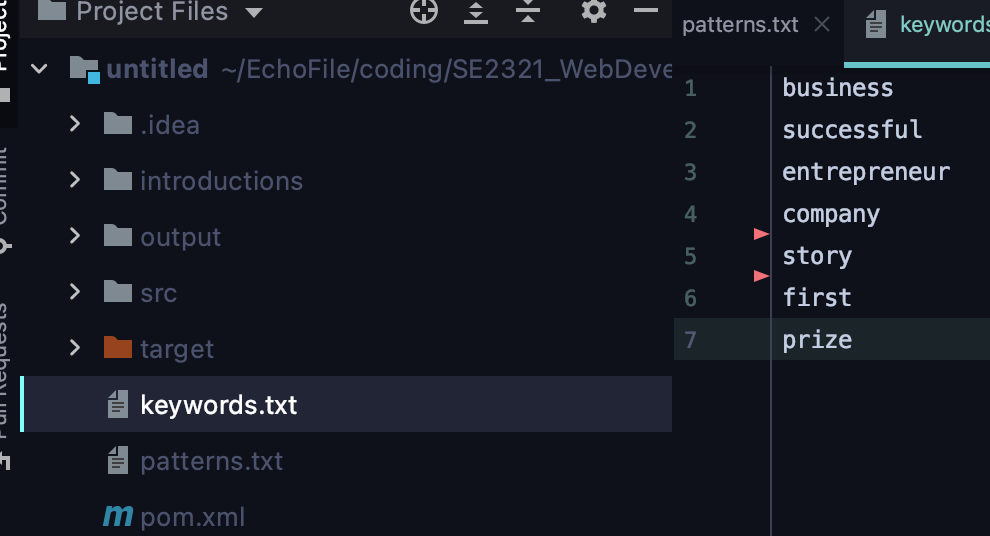 Project Files
untitled ~/EchoFile/coding/SE2321_WebDeve
.idea
introductions
output
src
target
keywords.txt
patterns.txt
pom.xml
Project
Commit
Pull Requests
patterns.txt
keywords
1 business
2 successful
3 entrepreneur
4 company
5 story
6 first
7 prize